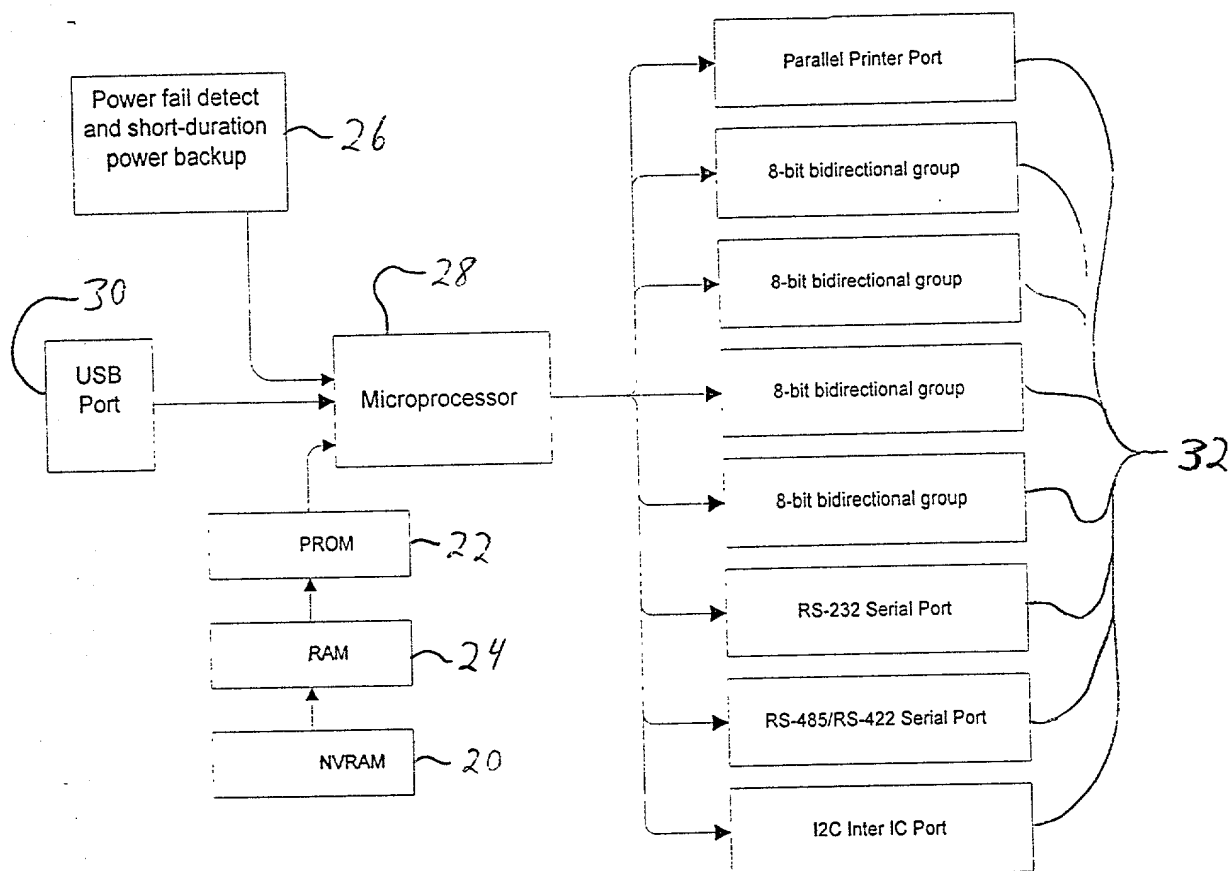 Parallel Printer Port
Power fail detect
and short-duration
power backup
26
8-bit bidirectional group
8-bit bidirectional group
28
30
USB
Port
Microprocessor
8-bit bidirectional group
32
8-bit bidirectional group
PROM
22
RS-232 Serial Port
RAM
24
RS-485/RS-422 Serial Port
NVRAM
20
I2C Inter IC Port